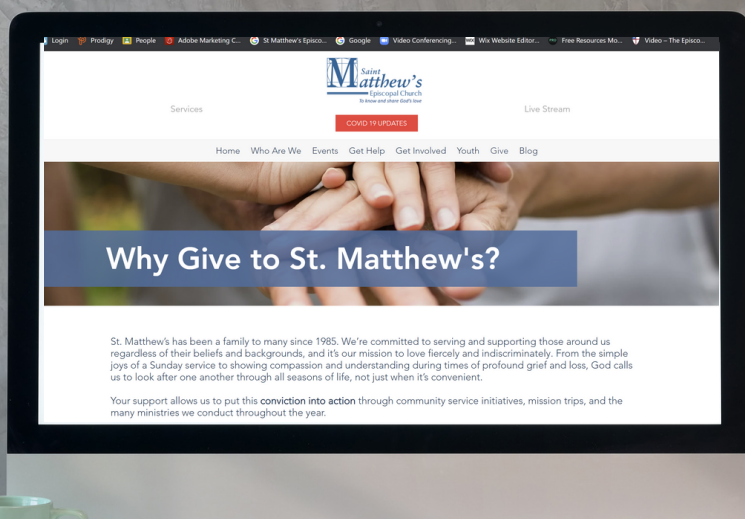 Login Prodigy People Adobe Marketing C... St Matthew's Episco... Google Video Conferencing... Wix Website Editor... Free Resources Mo... Video – The Episco...
Saint
Matthew's
Episcopal Church
To know and share God's love
Services
Live Stream
COVID 19 UPDATES
Home Who Are We Events Get Help Get Involved Youth Give Blog
Why Give to St. Matthew's?
St. Matthew's has been a family to many since 1985. We're committed to serving and supporting those around us
regardless of their beliefs and backgrounds, and it's our mission to love fiercely and indiscriminately. From the simple
joys of a Sunday service to showing compassion and understanding during times of profound grief and loss, God calls
us to look after one another through all seasons of life, not just when it's convenient.
Your support allows us to put this conviction into action through community service initiatives, mission trips, and the
many ministries we conduct throughout the year.